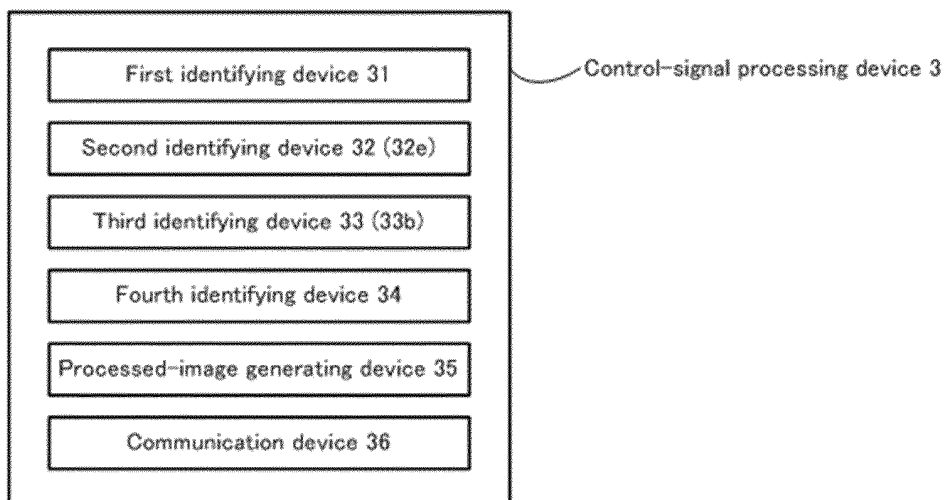 First identifying device 31
Control-signal processing device 3
Second identifying device 32 (32e)
Third identifying device 33 (33b)
Fourth identifying device 34
Processed-image generating device 35
Communication device 36